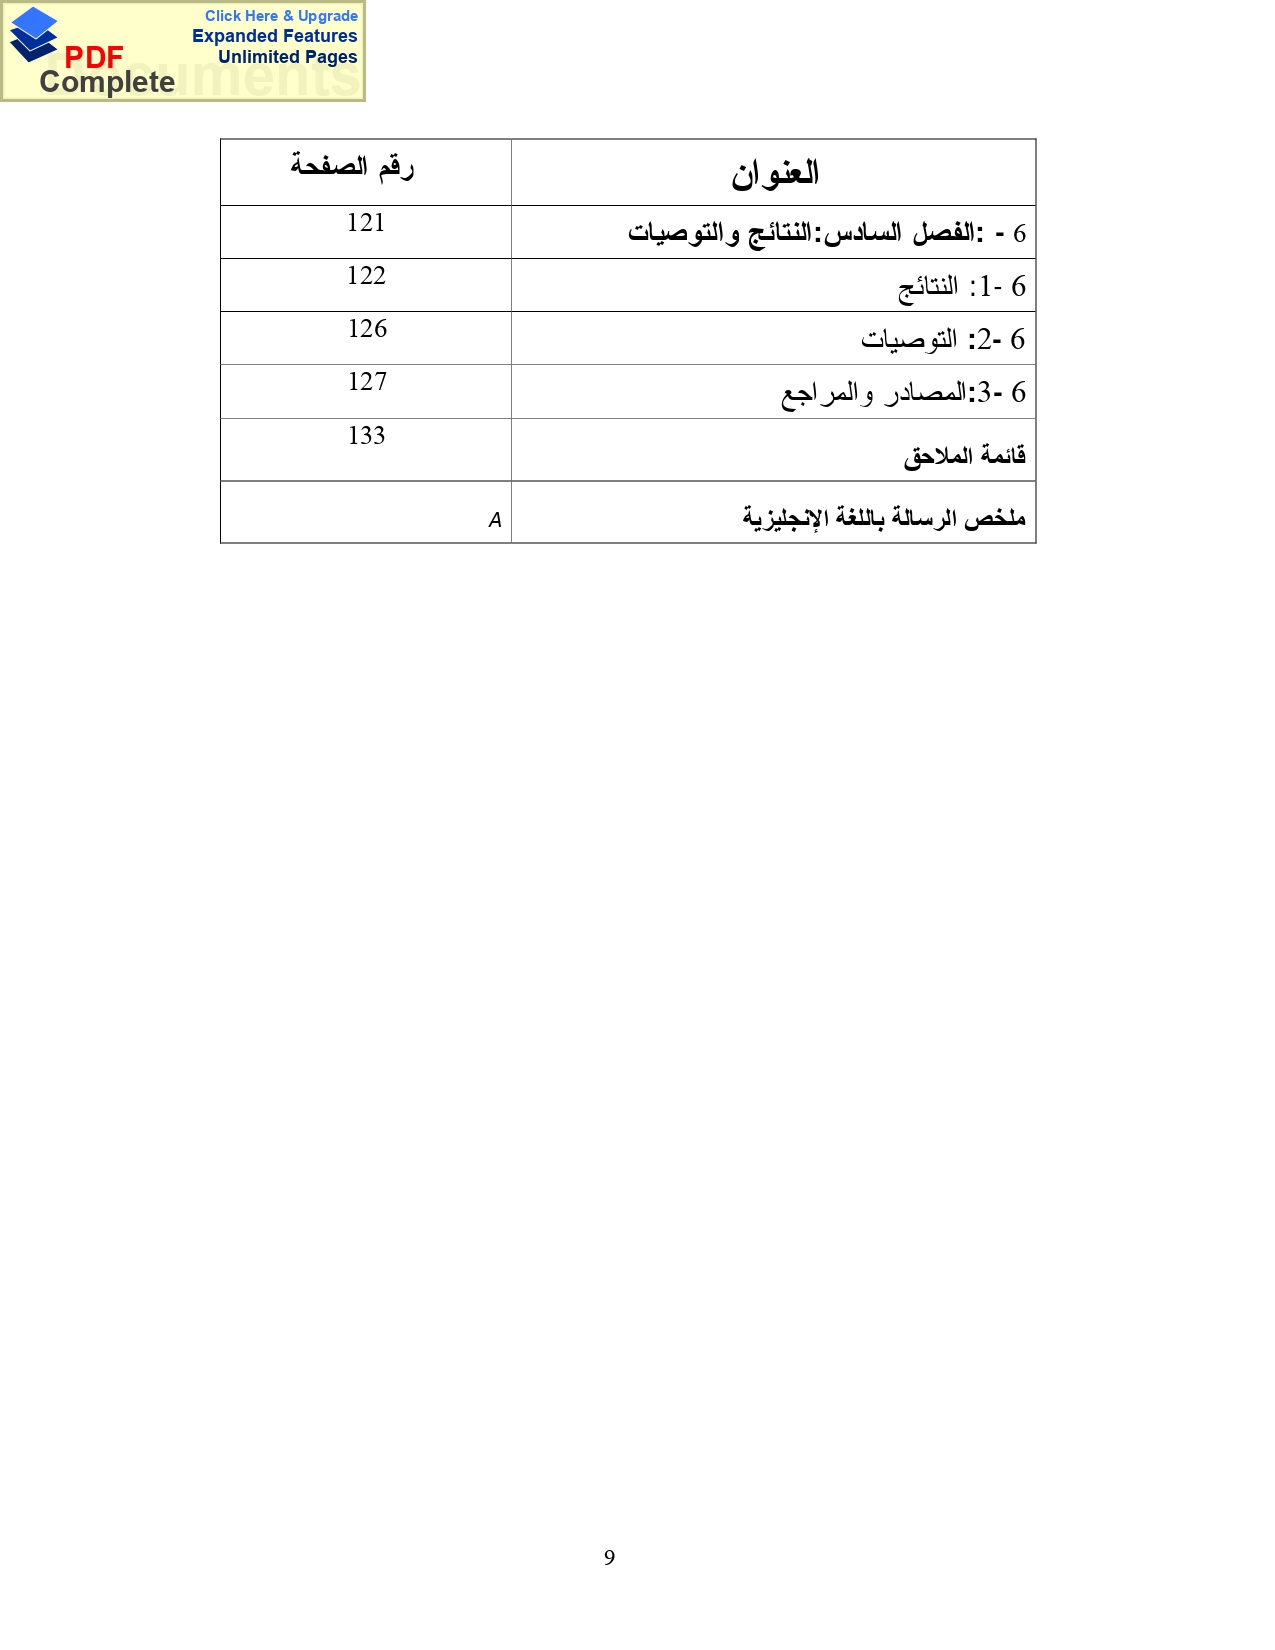 Click Here & Upgrade
Expanded Features
Unlimited Pages
PDF
Complete
Documents
العنوان رقم الصفحة
6 - :الفصل السادس:النتائج والتوصيات 121
6 -1: النتائج 122
6 -2: التوصيات 126
6 -3:المصادر والمراجع 127
قائمة الملاحق 133
ملخص الرسالة باللغة الإنجليزية A
9